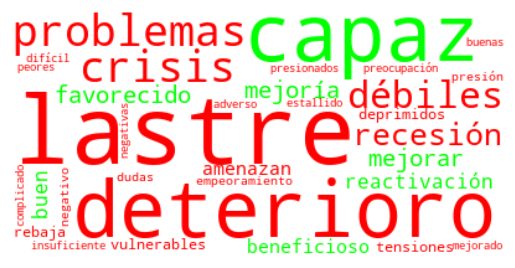 problemas capaz
buenas
difícil
peores
crisis
presionados preocupación
presión
favorecido mejoría débiles
adverso estallido
deprimidos
lastre
negativas
recesión
mejorar
amenazan
dudas empeoramiento reactivación
complicado
buen
negativo
deterioro
rebaja
insuficiente vulnerables beneficioso tensiones mejorado